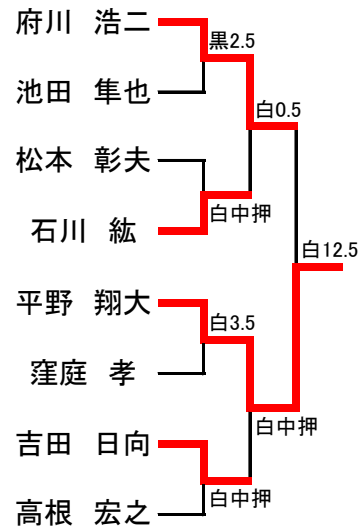 府川 浩二
黒2.5
池田 隼也
白0.5
松本 彰夫
白中押
石川 紘
白12.5
平野 翔大
白3.5
窪庭 孝
白中押
吉田 日向
白中押
高根 宏之